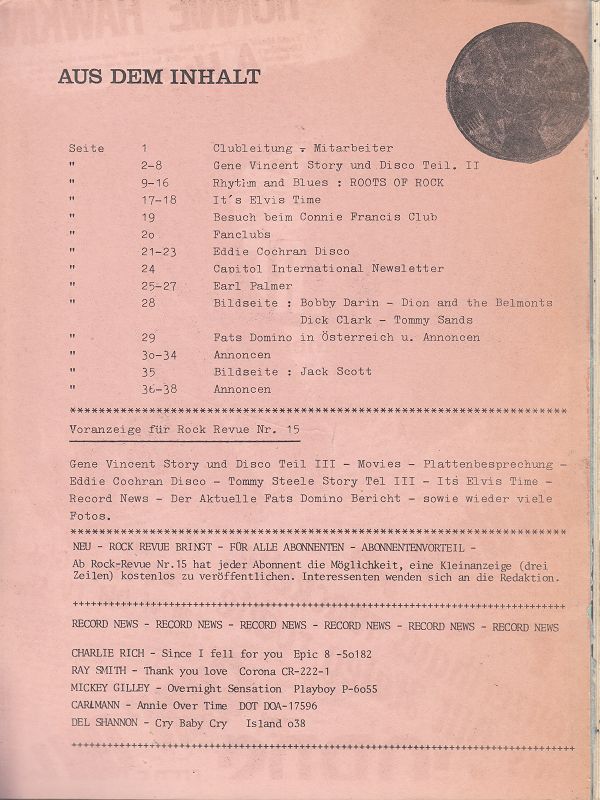 AUS DEM INHALT
Seite 1 Clubleitung - Mitarbeiter
" 2-8 Gene Vincent Story und Disco Teil. II
" 9-16 Rhythm and Blues : ROOTS OF ROCK
" 17-18 It's Elvis Time
" 19 Besuch beim Connie Francis Club
" 2o Fanclubs
" 21-23 Eddie Cochran Disco
" 24 Capitol International Newsletter
" 25-27 Earl Palmer
" 28 Bildseite : Bobby Darin - Dion and the Belmonts
Dick Clark - Tommy Sands
" 29 Fats Domino in Österreich u. Annoncen
" 3o-34 Annoncen
" 35 Bildseite : Jack Scott
" 36-38 Annoncen
Voranzeige für Rock Revue Nr. 15
Gene Vincent Story und Disco Teil III - Movies - Plattenbesprechung -
Eddie Cochran Disco - Tommy Steele Story Tel III - Its Elvis Time -
Record News - Der Aktuelle Fats Domino Bericht - sowie wieder viele
Fotos.
NEU - ROCK REVUE BRINGT - FÜR ALLE ABONNENTEN - ABONNENTENVORTEIL -
Ab Rock-Revue Nr.15 hat jeder Abonnent die Möglichkeit, eine Kleinanzeige (drei
Zeilen) kostenlos zu veröffentlichen. Interessenten wenden sich an die Redaktion.
RECORD NEWS - RECORD NEWS - RECORD NEWS - RECORD NEWS - RECORD NEWS - RECORD NEWS
CHARLIE RICH - Since I fell for you Epic 8 -5o182
RAY SMITH - Thank you love Corona CR-222-1
MICKEY GILLEY - Overnight Sensation Playboy P-6o55
CARLMANN - Annie Over Time DOT DOA-17596
DEL SHANNON - Cry Baby Cry Island o38